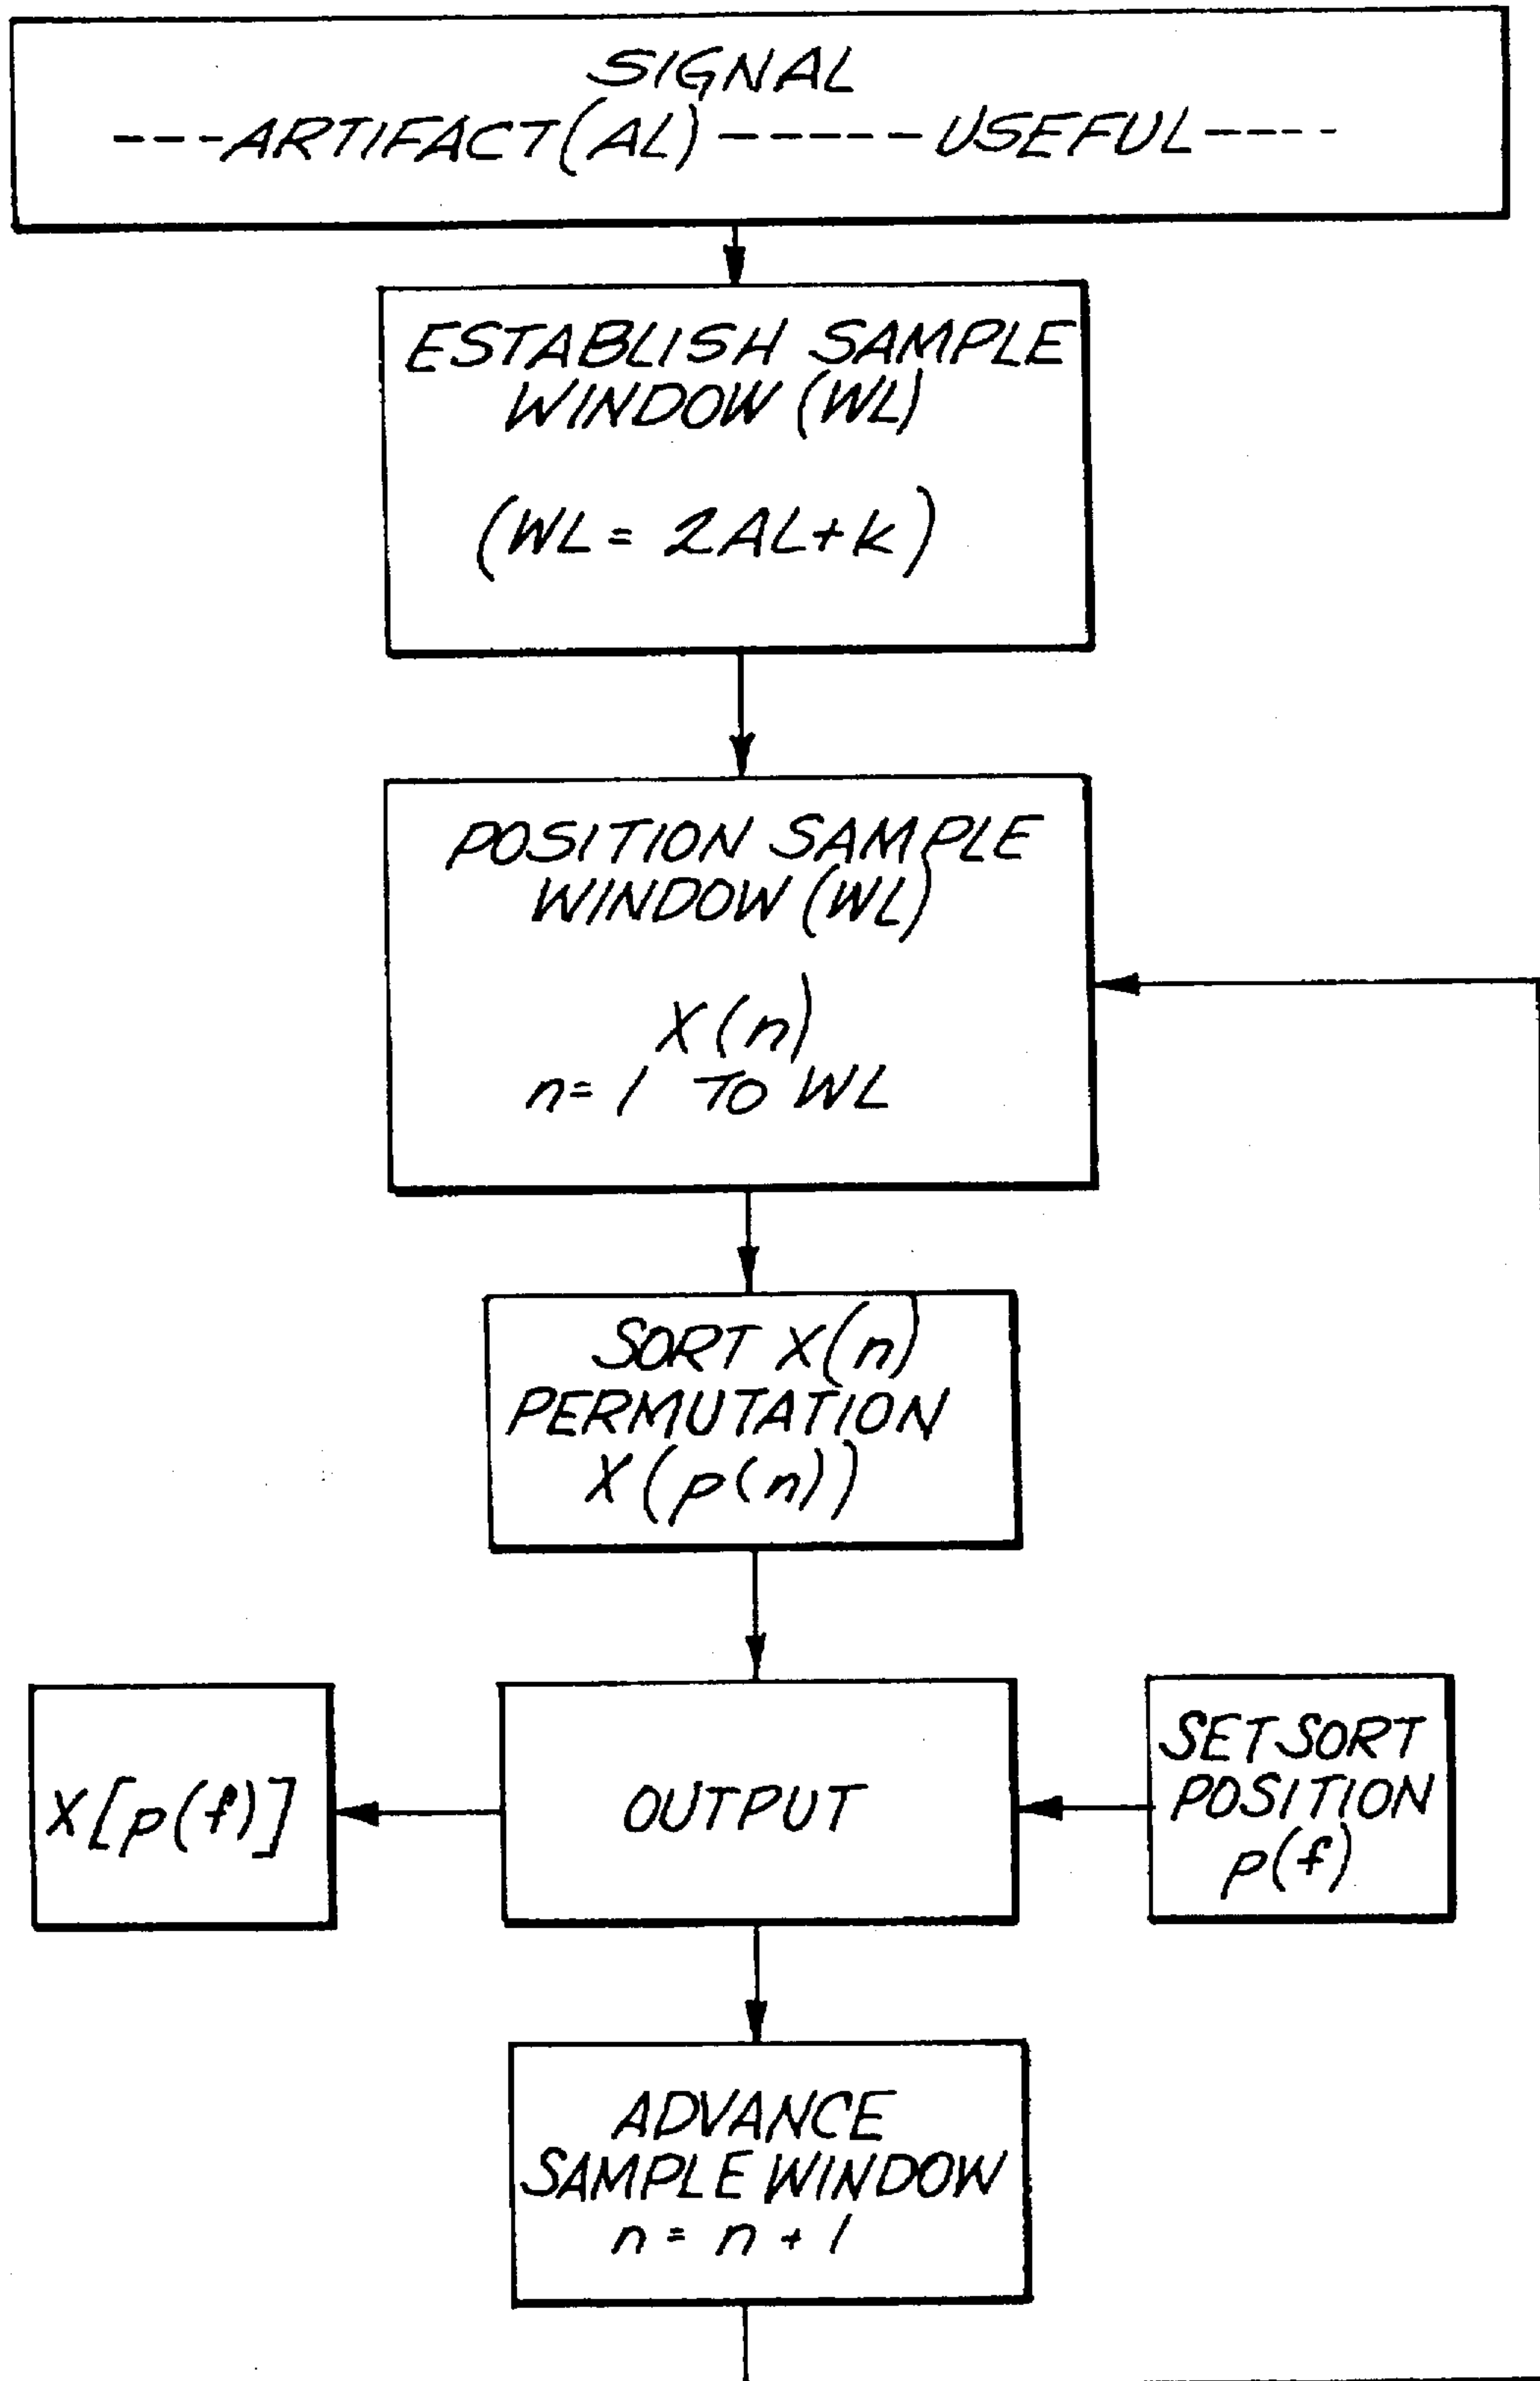 SIGNAL
---ARTIFACT(AL)------USEFUL----
ESTABLISH SAMPLE
WINDOW (WL)
(WL = 2AL+k)
POSITION SAMPLE
WINDOW (WL)
X(n)
n=1 TO WL
SORT X(n)
PERMUTATION
X(p(n))
X[p(f)]
OUTPUT
SET SORT
POSITION
p(f)
ADVANCE
SAMPLE WINDOW
n = n + 1